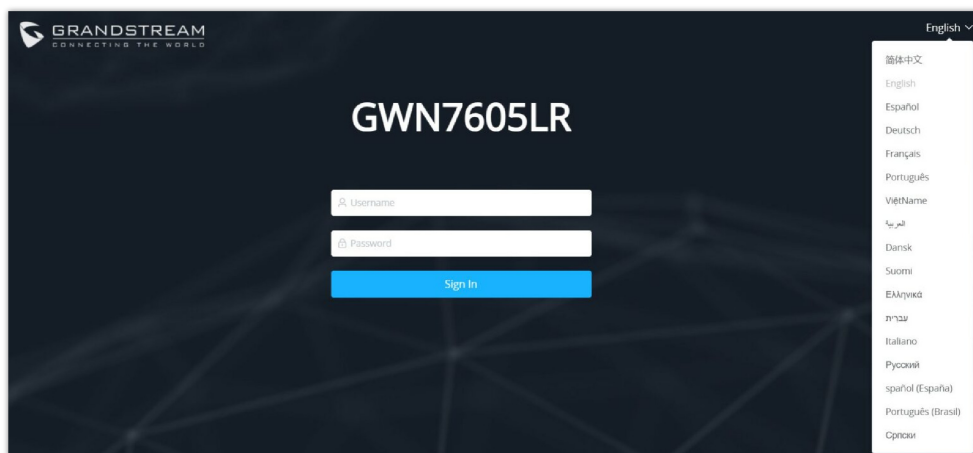 GRANDSTREAM
CONNECTING THE WORLD
English
GWN7605LR
Username
Password
Sign In
简体中文
English
Español
Deutsch
Français
Português
ViệtName
العربية
Dansk
Suomi
Ελληνικά
עברית
Italiano
Русский
spañol (España)
Português (Brasil)
Српски